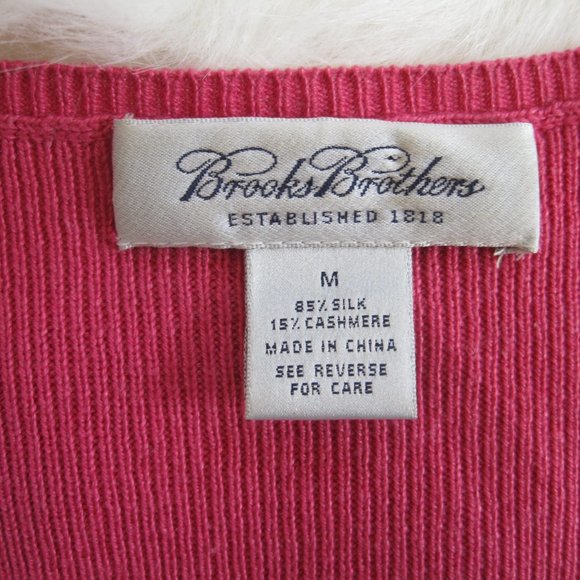 Brooks Brothers
ESTABLISHED 1818
M
85% SILK
15% CASHMERE
MADE IN CHINA
SEE REVERSE
FOR CARE